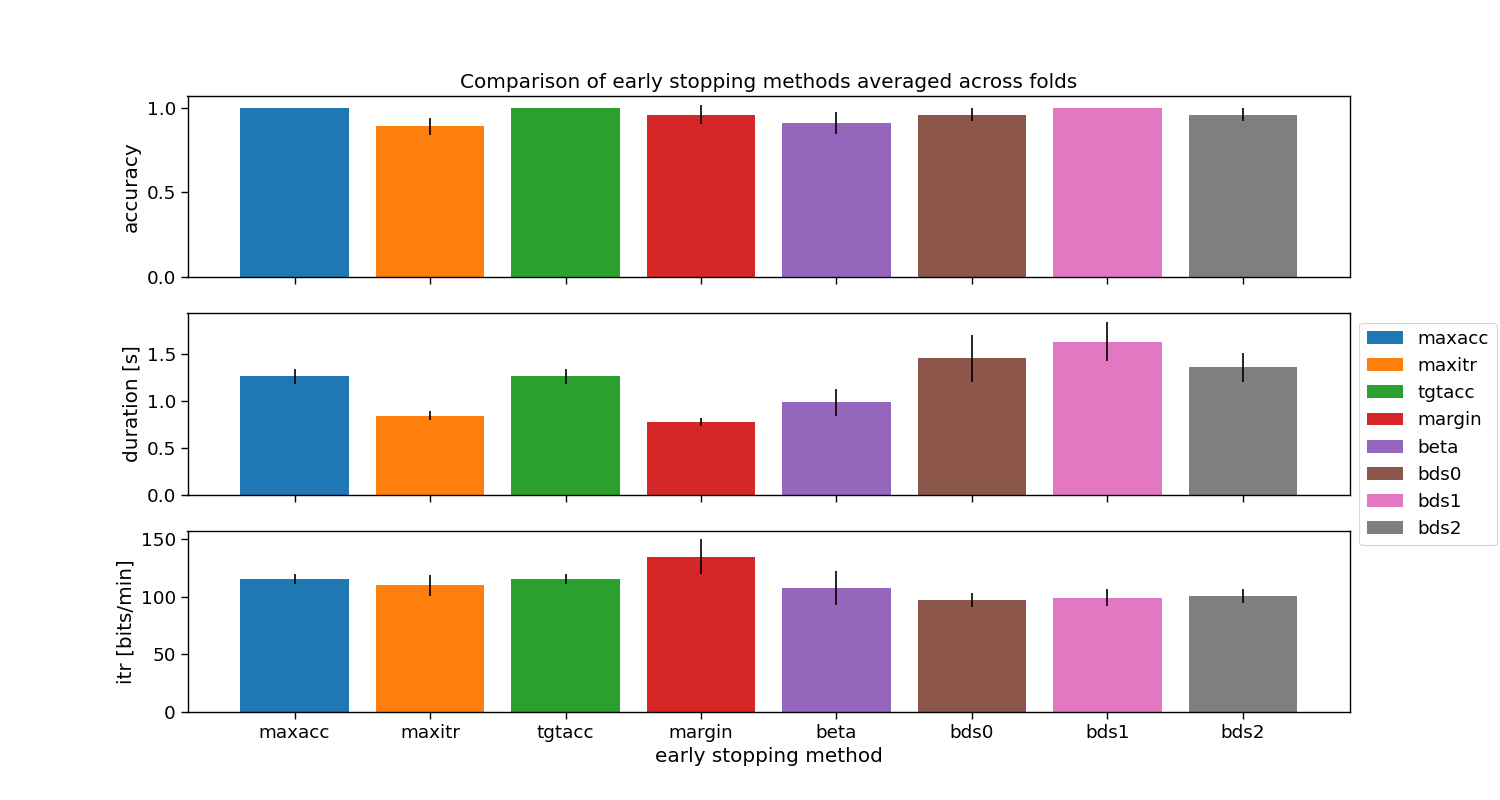 Comparison of early stopping methods averaged across folds
accuracy
1.0
0.5
0.0
duration [s]
1.5
1.0
0.5
0.0
maxacc
maxitr
tgtacc
margin
beta
bds0
bds1
bds2
itr [bits/min]
150
100
50
0
maxacc maxitr tgtacc margin beta bds0 bds1 bds2
early stopping method